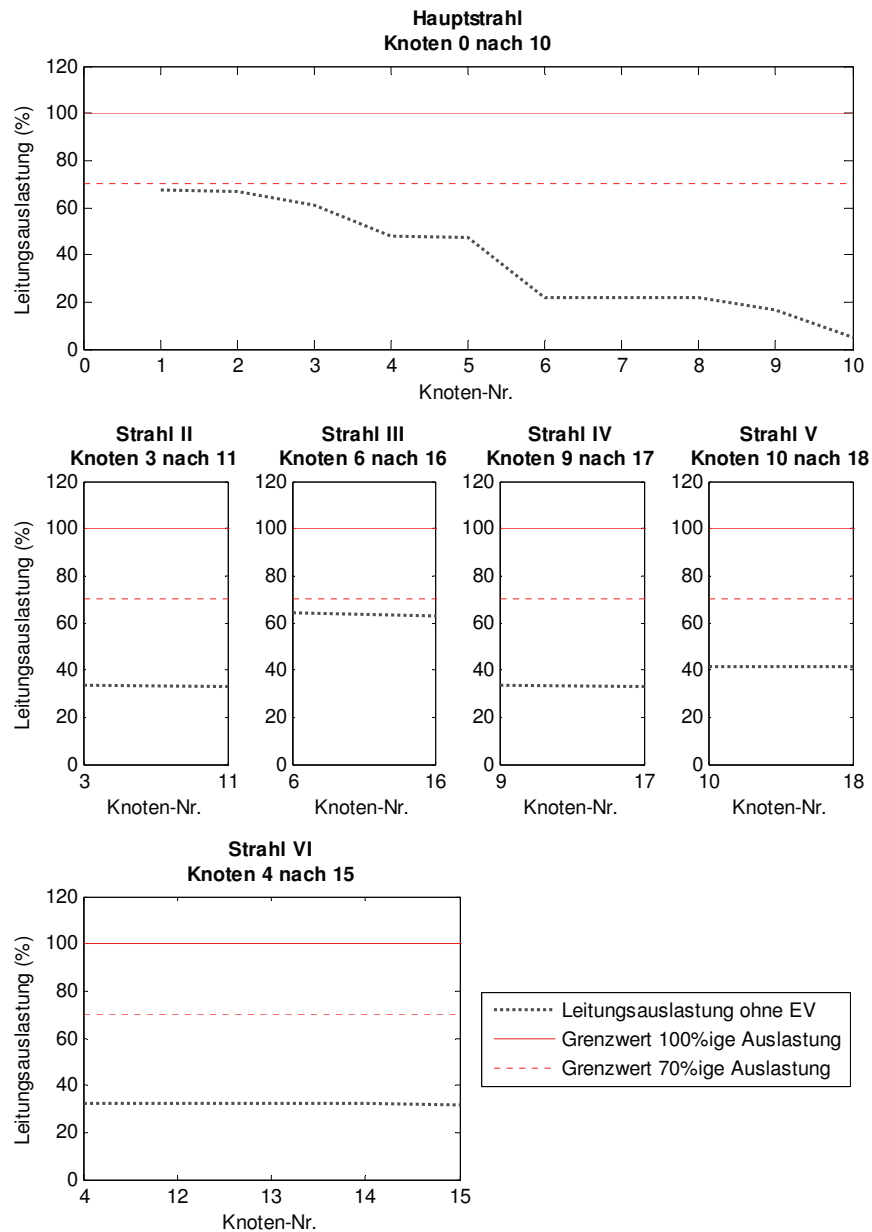 Hauptstrahl
Knoten 0 nach 10
120
100
80
60
40
20
0
Leitungsauslastung (%)
0 1 2 3 4 5 6 7 8 9 10
Knoten-Nr.
Strahl II
Knoten 3 nach 11
120
100
80
60
40
20
0
Leitungsauslastung (%)
3 11
Knoten-Nr.
Strahl III
Knoten 6 nach 16
120
100
80
60
40
20
0
6 16
Knoten-Nr.
Strahl IV
Knoten 9 nach 17
120
100
80
60
40
20
0
9 17
Knoten-Nr.
Strahl V
Knoten 10 nach 18
120
100
80
60
40
20
0
10 18
Knoten-Nr.
Strahl VI
Knoten 4 nach 15
120
100
80
60
40
20
0
Leitungsauslastung (%)
4 12 13 14 15
Knoten-Nr.
Leitungsauslastung ohne EV
Grenzwert 100%ige Auslastung
Grenzwert 70%ige Auslastung